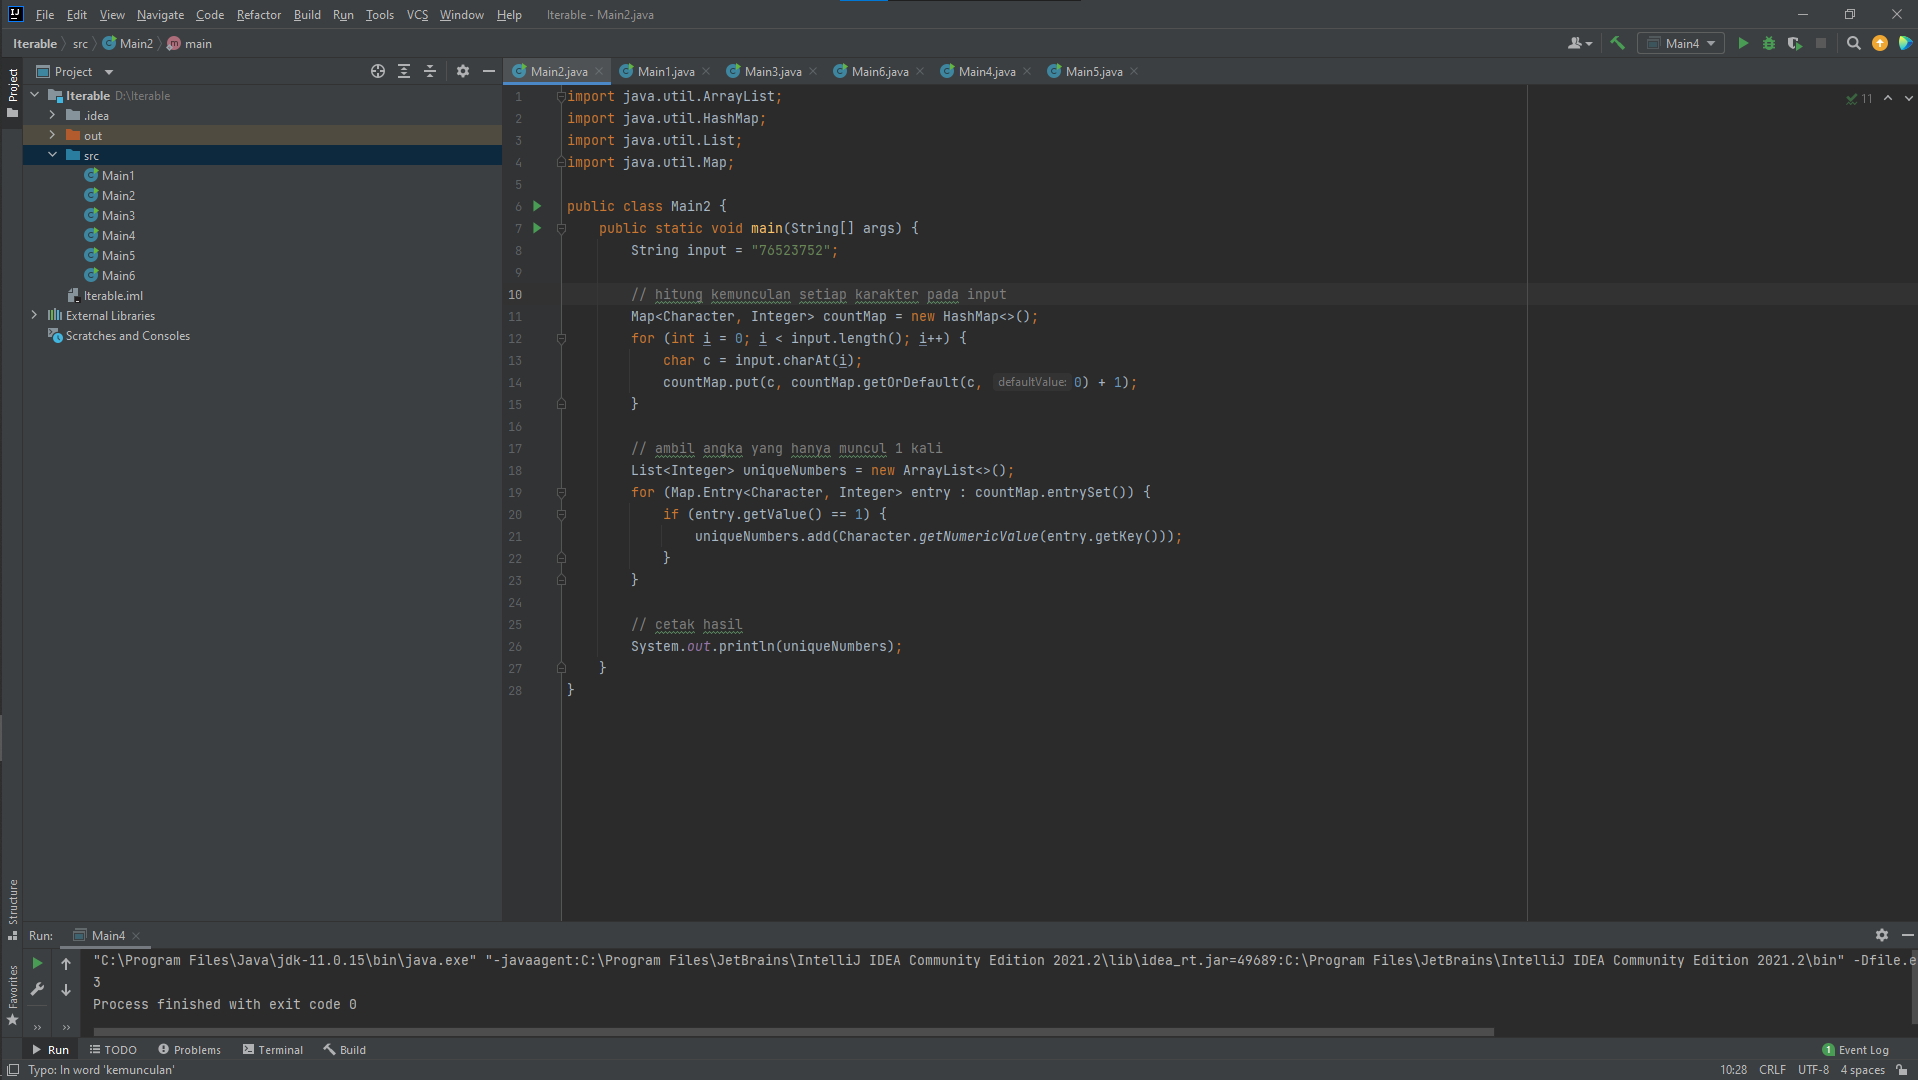 File Edit View Navigate Code Refactor Build Run Tools VCS Window Help Iterable - Main2.java
Iterable src Main2 main Main4
Project
Project
Iterable D:\Iterable
.idea
out
src
Main1
Main2
Main3
Main4
Main5
Main6
Iterable.iml
External Libraries
Scratches and Consoles
Structure
Favorites
Main2.java Main1.java Main3.java Main6.java Main4.java Main5.java
11
1 import java.util.ArrayList;
2 import java.util.HashMap;
3 import java.util.List;
4 import java.util.Map;
5
6 public class Main2 {
7 public static void main(String[] args) {
8 String input = "76523752";
9
10 // hitung kemunculan setiap karakter pada input
11 Map<Character, Integer> countMap = new HashMap<>();
12 for (int i = 0; i < input.length(); i++) {
13 char c = input.charAt(i);
14 countMap.put(c, countMap.getOrDefault(c, defaultValue: 0) + 1);
15 }
16
17 // ambil angka yang hanya muncul 1 kali
18 List<Integer> uniqueNumbers = new ArrayList<>();
19 for (Map.Entry<Character, Integer> entry : countMap.entrySet()) {
20 if (entry.getValue() == 1) {
21 uniqueNumbers.add(Character.getNumericValue(entry.getKey()));
22 }
23 }
24
25 // cetak hasil
26 System.out.println(uniqueNumbers);
27 }
28 }
Run: Main4
"C:\Program Files\Java\jdk-11.0.15\bin\java.exe" "-javaagent:C:\Program Files\JetBrains\IntelliJ IDEA Community Edition 2021.2\lib\idea_rt.jar=49689:C:\Program Files\JetBrains\IntelliJ IDEA Community Edition 2021.2\bin" -Dfile.e
3
Process finished with exit code 0
Run TODO Problems Terminal Build 1 Event Log
Typo: In word 'kemunculan' 10:28 CRLF UTF-8 4 spaces